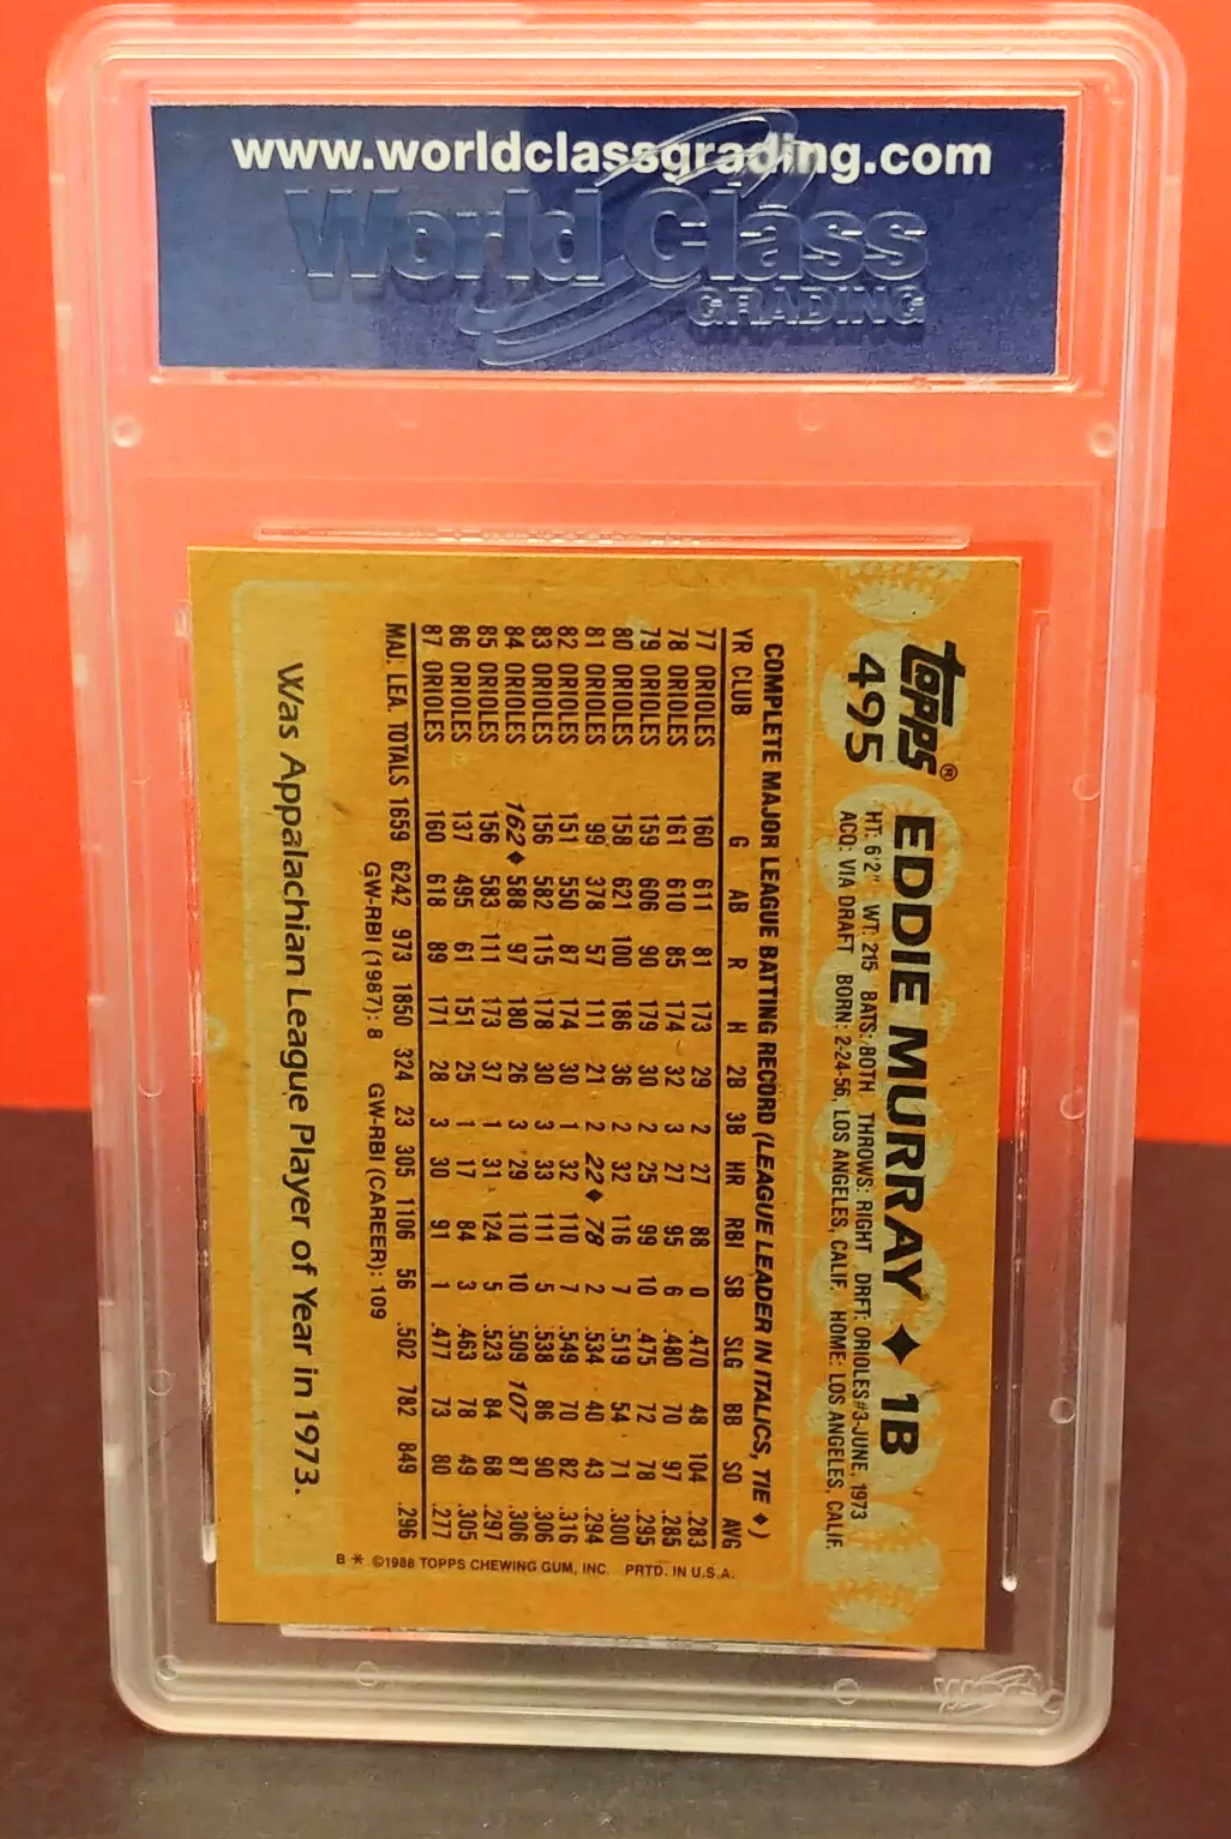 www.worldclassgrading.com
World Class
GRADING
topps® EDDIE MURRAY ♦ 1B
495 HT: 6'2" WT: 215 BATS: BOTH THROWS: RIGHT DRFT: ORIOLES #3-JUNE, 1973
ACQ: VIA DRAFT BORN: 2-24-56, LOS ANGELES, CALIF. HOME: LOS ANGELES, CALIF.
COMPLETE MAJOR LEAGUE BATTING RECORD (LEAGUE LEADER IN ITALICS, TIE ♦)
YR CLUB G AB R H 2B 3B HR RBI SB SLG BB SO AVG
77 ORIOLES 160 611 81 173 29 2 27 88 0 .470 48 104 .283
78 ORIOLES 161 610 85 174 32 3 27 95 6 .480 70 97 .285
79 ORIOLES 159 606 90 179 30 2 25 99 10 .475 72 78 .295
80 ORIOLES 158 621 100 186 36 2 32 116 7 .519 54 71 .300
81 ORIOLES 99 378 57 111 21 2 22♦ 78 2 .534 40 43 .294
82 ORIOLES 151 550 87 174 30 1 32 110 7 .549 70 82 .316
83 ORIOLES 156 582 115 178 30 3 33 111 5 .538 86 90 .306
84 ORIOLES 162♦ 588 97 180 26 3 29 110 10 .509 107 87 .306
85 ORIOLES 156 583 111 173 37 1 31 124 5 .523 84 68 .297
86 ORIOLES 137 495 61 151 25 1 17 84 3 .463 78 49 .305
87 ORIOLES 160 618 89 171 28 3 30 91 1 .477 73 80 .277
MAJ. LEA. TOTALS 1659 6242 973 1850 324 23 305 1106 56 .502 782 849 .296
GW-RBI (1987): 8 GW-RBI (CAREER): 109
Was Appalachian League Player of Year in 1973.
B * ©1988 TOPPS CHEWING GUM, INC. PRTD. IN U.S.A.
WCG